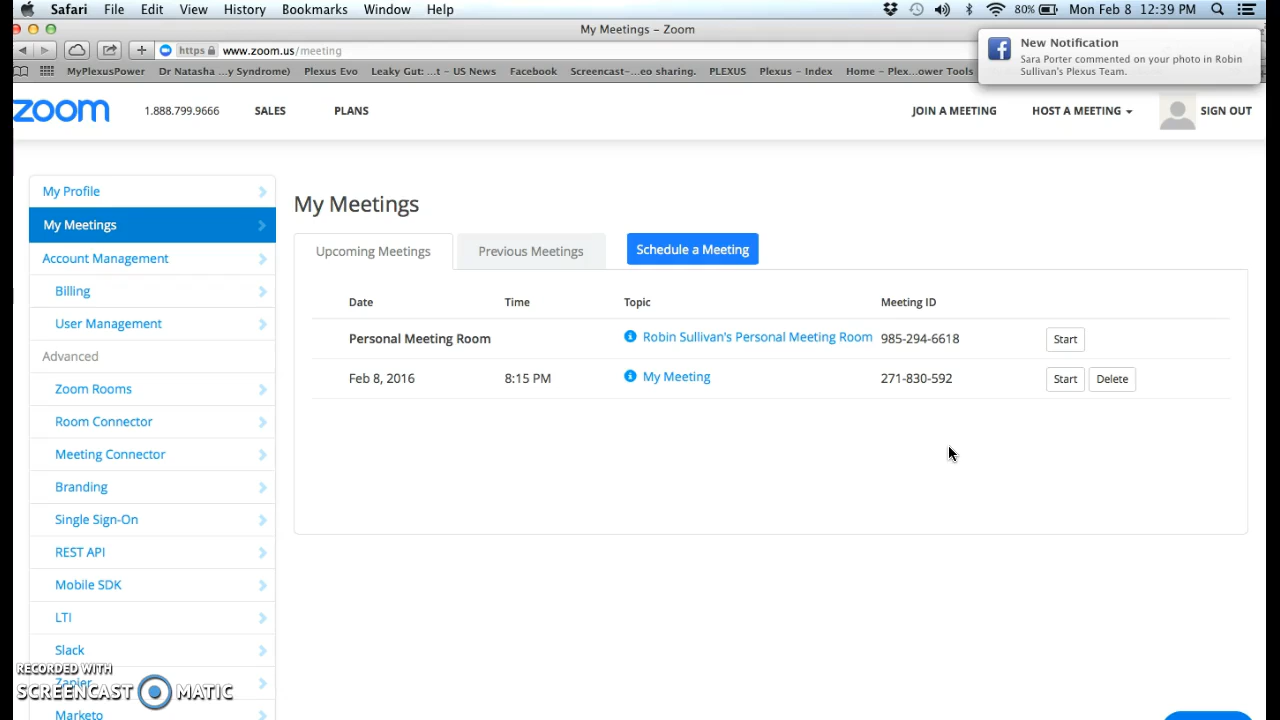 Safari File Edit View History Bookmarks Window Help 80% Mon Feb 8 12:39 PM
My Meetings – Zoom
https www.zoom.us/meeting
MyPlexusPower Dr Natasha ...y Syndrome) Plexus Evo Leaky Gut: ...t - US News Facebook Screencast-...eo sharing. PLEXUS Plexus - Index Home - Plex...ower Tools
New Notification
Sara Porter commented on your photo in Robin
Sullivan's Plexus Team.
zoom 1.888.799.9666 SALES PLANS JOIN A MEETING HOST A MEETING SIGN OUT
My Profile
My Meetings
Account Management
Billing
User Management
Advanced
Zoom Rooms
Room Connector
Meeting Connector
Branding
Single Sign-On
REST API
Mobile SDK
LTI
Slack
Zapier
Marketo
My Meetings
Upcoming Meetings Previous Meetings Schedule a Meeting
Date Time Topic Meeting ID
Personal Meeting Room Robin Sullivan's Personal Meeting Room 985-294-6618 Start
Feb 8, 2016 8:15 PM My Meeting 271-830-592 Start Delete
RECORDED WITH
SCREENCAST MATIC